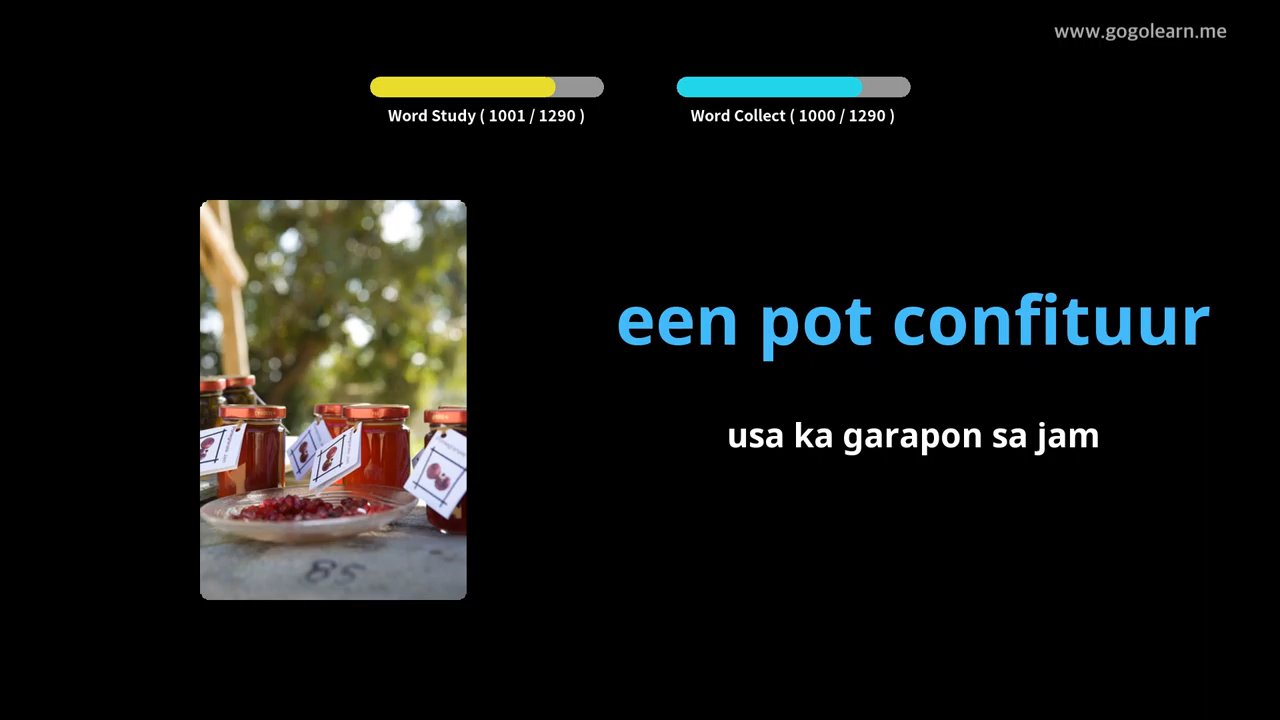 www.gogolearn.me
Word Study ( 1001 / 1290 )
Word Collect ( 1000 / 1290 )
een pot confituur
usa ka garapon sa jam
85